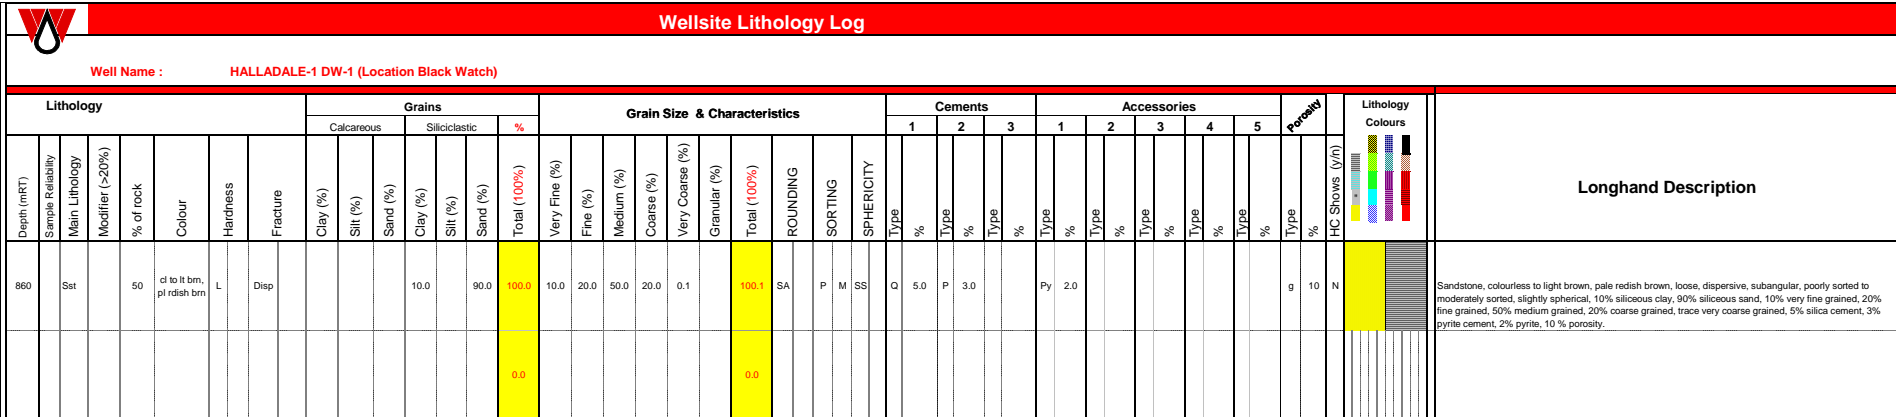 Wellsite Lithology Log
Well Name : HALLADALE-1 DW-1 (Location Black Watch)
Lithology
Grains
Grain Size & Characteristics
Cements
Accessories
Porosity
Lithology
Colours
Calcareous
Siliciclastic
%
1 2 3
1 2 3 4 5
Depth (mRT)
Sample Reliability
Main Lithology
Modifier (>20%)
% of rock
Colour
Hardness
Fracture
Clay (%)
Silt (%)
Sand (%)
Clay (%)
Silt (%)
Sand (%)
Total (100%)
Very Fine (%)
Fine (%)
Medium (%)
Coarse (%)
Very Coarse (%)
Granular (%)
Total (100%)
ROUNDING
SORTING
SPHERICITY
Type
%
Type
%
Type
%
Type
%
Type
%
Type
%
Type
%
Type
%
Type
%
HC Shows (y/n)
Longhand Description
860 Sst 50 cl to lt brn, L Disp 10.0 90.0 100.0 10.0 20.0 50.0 20.0 0.1 100.1 SA P M SS Q 5.0 P 3.0 Py 2.0 g 10 N
pl rdish brn
Sandstone, colourless to light brown, pale redish brown, loose, dispersive, subangular, poorly sorted to
moderately sorted, slightly spherical, 10% siliceous clay, 90% siliceous sand, 10% very fine grained, 20%
fine grained, 50% medium grained, 20% coarse grained, trace very coarse grained, 5% silica cement, 3%
pyrite cement, 2% pyrite, 10 % porosity.
0.0 0.0